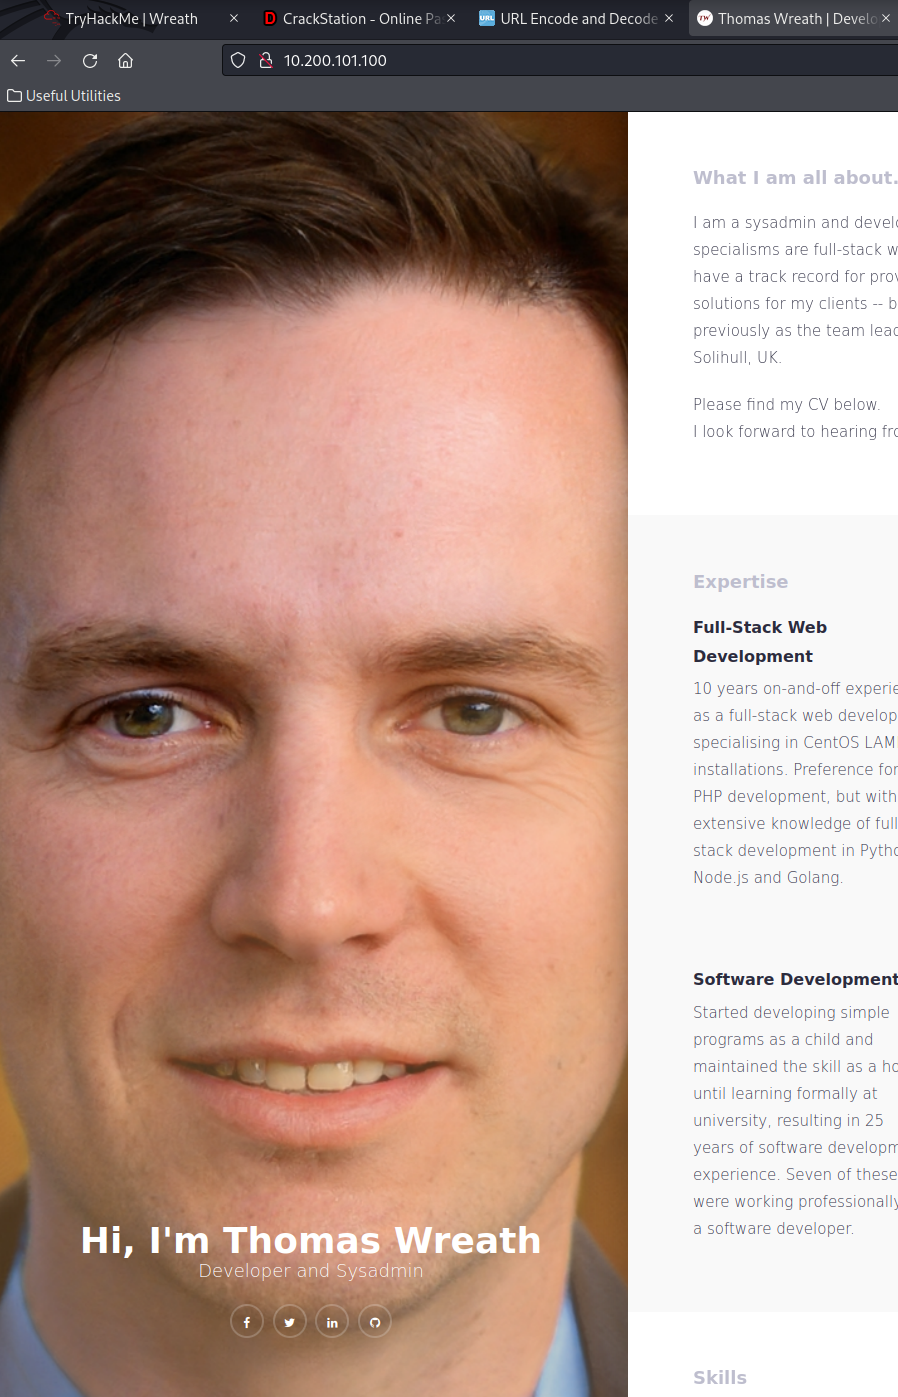 TryHackMe | Wreath
CrackStation - Online Pa
URL Encode and Decode
Thomas Wreath | Develo
10.200.101.100
Useful Utilities
Hi, I'm Thomas Wreath
Developer and Sysadmin
What I am all about.
I am a sysadmin and develo
specialisms are full-stack w
have a track record for prov
solutions for my clients -- b
previously as the team lead
Solihull, UK.
Please find my CV below.
I look forward to hearing fro
Expertise
Full-Stack Web
Development
10 years on-and-off experie
as a full-stack web develop
specialising in CentOS LAM
installations. Preference for
PHP development, but with
extensive knowledge of full
stack development in Pytho
Node.js and Golang.
Software Development
Started developing simple
programs as a child and
maintained the skill as a ho
until learning formally at
university, resulting in 25
years of software developm
experience. Seven of these
were working professionally
a software developer.
Skills